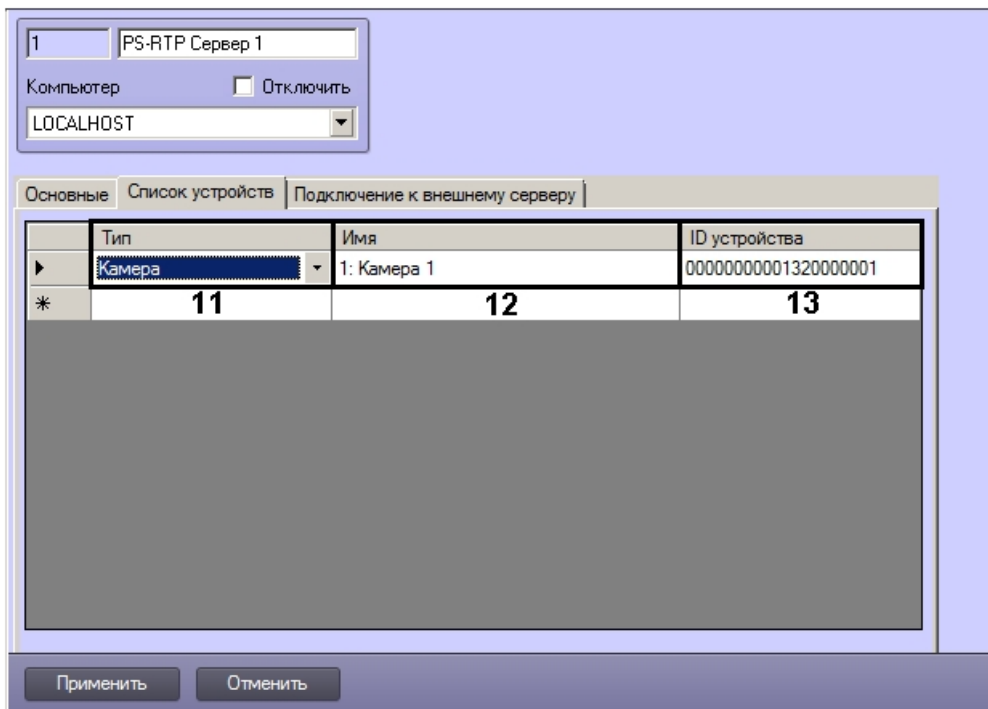 1 PS-RTP Сервер 1
Компьютер Отключить
LOCALHOST
Основные Список устройств Подключение к внешнему серверу
Тип Имя ID устройства
Камера 1: Камера 1 00000000001320000001
11 12 13
Применить Отменить